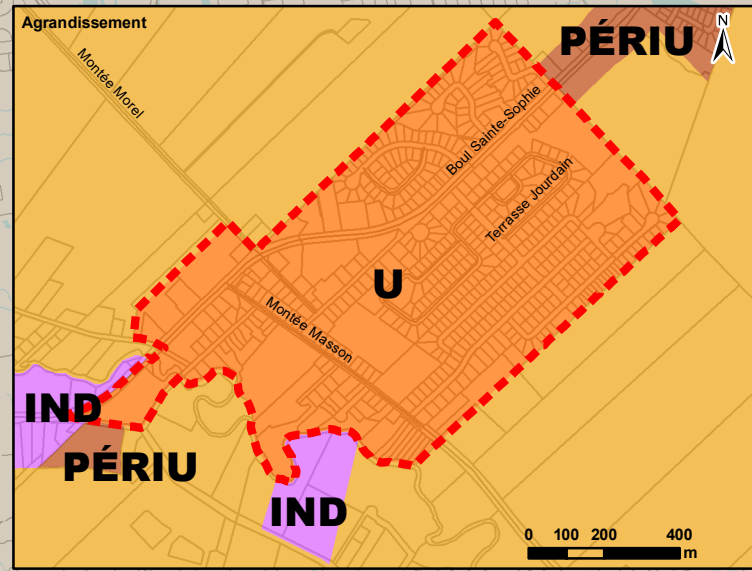 Agrandissement
PÉRIU
N
Montée Morel
Boul Sainte-Sophie
Terrasse Jourdain
U
Montée Masson
IND
PÉRIU
IND
0 100 200 400
m